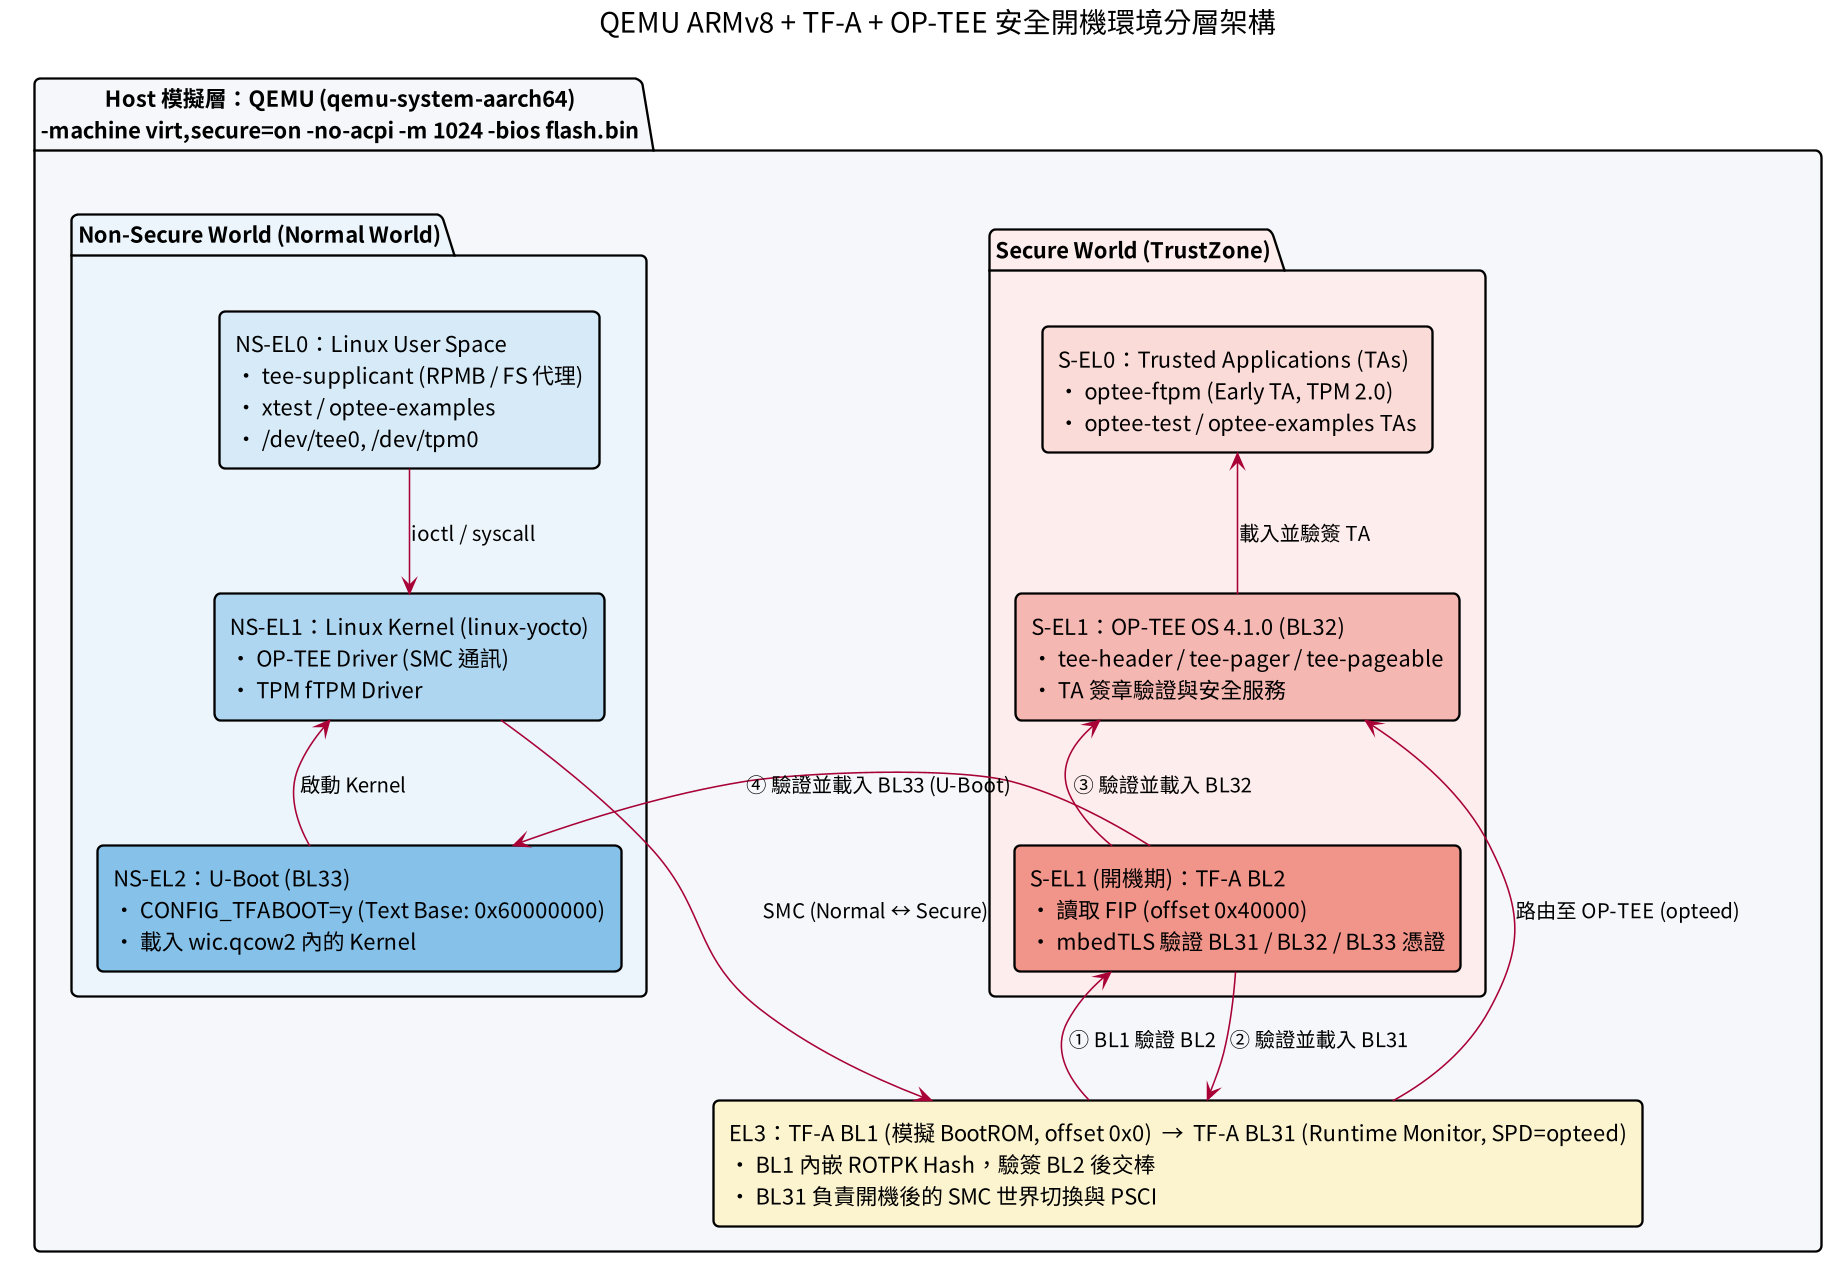 QEMU ARMv8 + TF-A + OP-TEE 安全開機環境分層架構
Host 模擬層：QEMU (qemu-system-aarch64)
-machine virt,secure=on -no-acpi -m 1024 -bios flash.bin
Non-Secure World (Normal World)
NS-EL0：Linux User Space
• tee-supplicant (RPMB / FS 代理)
• xtest / optee-examples
• /dev/tee0, /dev/tpm0
ioctl / syscall
NS-EL1：Linux Kernel (linux-yocto)
• OP-TEE Driver (SMC 通訊)
• TPM fTPM Driver
啟動 Kernel
NS-EL2：U-Boot (BL33)
• CONFIG_TFABOOT=y (Text Base: 0x60000000)
• 載入 wic.qcow2 內的 Kernel
Secure World (TrustZone)
S-EL0：Trusted Applications (TAs)
• optee-ftpm (Early TA, TPM 2.0)
• optee-test / optee-examples TAs
載入並驗簽 TA
S-EL1：OP-TEE OS 4.1.0 (BL32)
• tee-header / tee-pager / tee-pageable
• TA 簽章驗證與安全服務
④ 驗證並載入 BL33 (U-Boot)
③ 驗證並載入 BL32
S-EL1 (開機期)：TF-A BL2
• 讀取 FIP (offset 0x40000)
• mbedTLS 驗證 BL31 / BL32 / BL33 憑證
SMC (Normal ↔ Secure)
路由至 OP-TEE (opteed)
① BL1 驗證 BL2
② 驗證並載入 BL31
EL3：TF-A BL1 (模擬 BootROM, offset 0x0) → TF-A BL31 (Runtime Monitor, SPD=opteed)
• BL1 內嵌 ROTPK Hash，驗簽 BL2 後交棒
• BL31 負責開機後的 SMC 世界切換與 PSCI